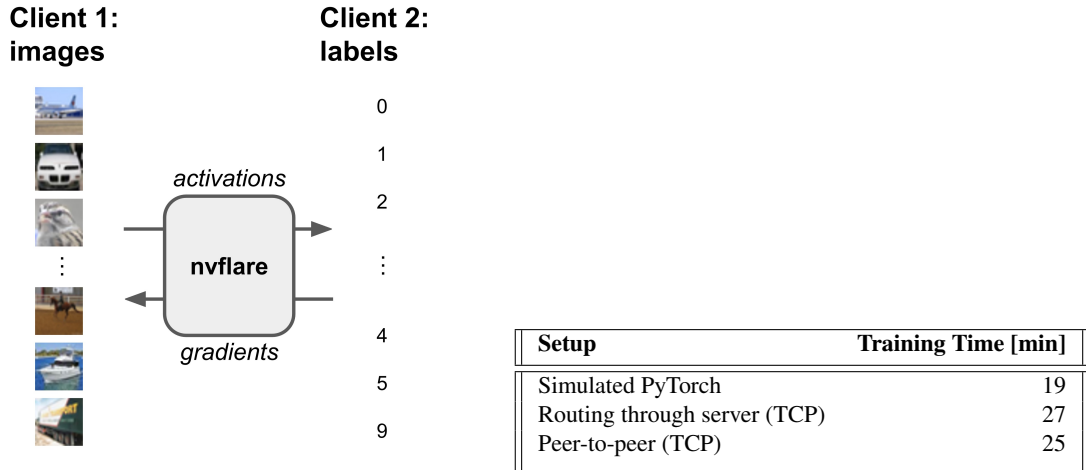 Client 1:
images
Client 2:
labels
0
1
2
⋮
4
5
9
activations
nvflare
gradients
⋮
Setup Training Time [min]
Simulated PyTorch 19
Routing through server (TCP) 27
Peer-to-peer (TCP) 25